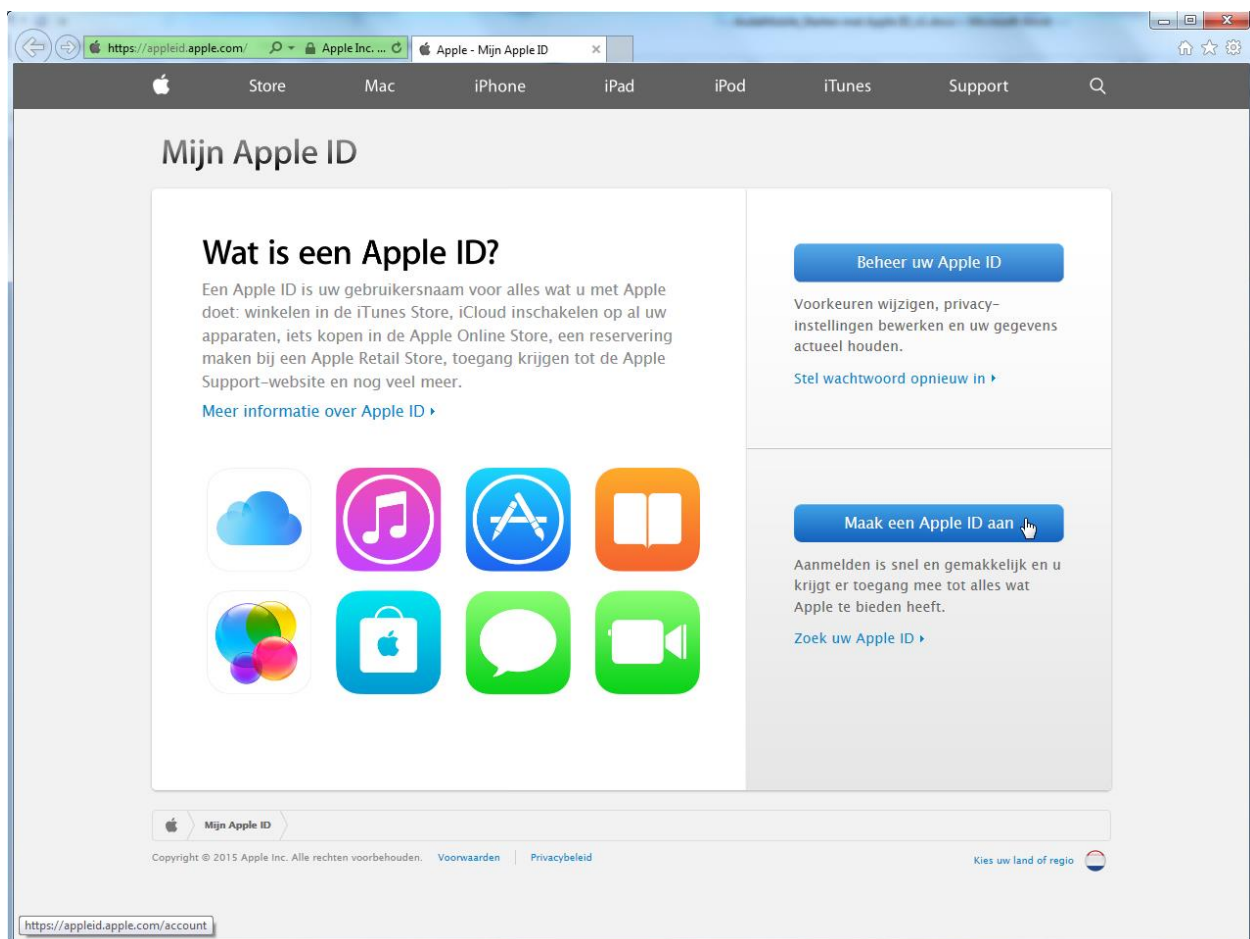 https://appleid.apple.com/
Apple Inc. ...
Apple - Mijn Apple ID
Store
Mac
iPhone
iPad
iPod
iTunes
Support
Mijn Apple ID
Wat is een Apple ID?
Een Apple ID is uw gebruikersnaam voor alles wat u met Apple
doet: winkelen in de iTunes Store, iCloud inschakelen op al uw
apparaten, iets kopen in de Apple Online Store, een reservering
maken bij een Apple Retail Store, toegang krijgen tot de Apple
Support-website en nog veel meer.
Meer informatie over Apple ID
Beheer uw Apple ID
Voorkeuren wijzigen, privacy-
instellingen bewerken en uw gegevens
actueel houden.
Stel wachtwoord opnieuw in
Maak een Apple ID aan
Aanmelden is snel en gemakkelijk en u
krijgt er toegang mee tot alles wat
Apple te bieden heeft.
Zoek uw Apple ID
Mijn Apple ID
Copyright © 2015 Apple Inc. Alle rechten voorbehouden.
Voorwaarden
Privacybeleid
Kies uw land of regio
https://appleid.apple.com/account